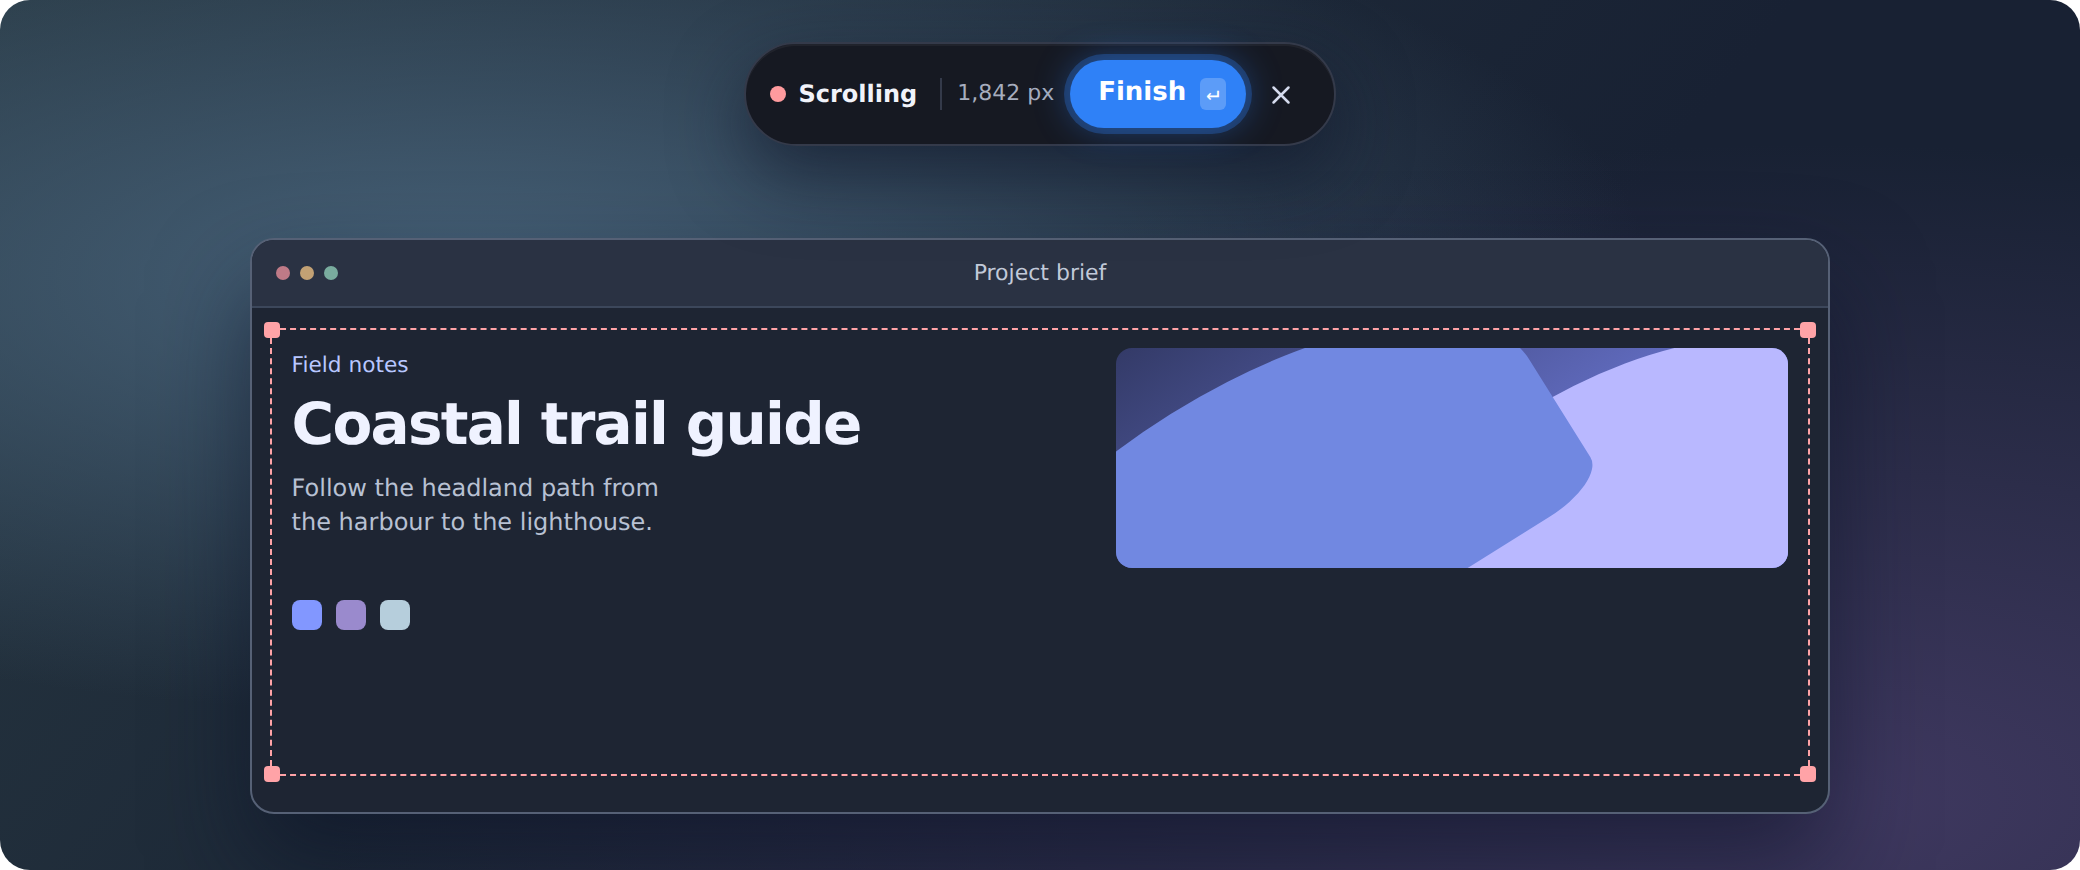 Scrolling 1,842 px Finish ↵ ×
Project brief
Field notes
Coastal trail guide
Follow the headland path from
the harbour to the lighthouse.